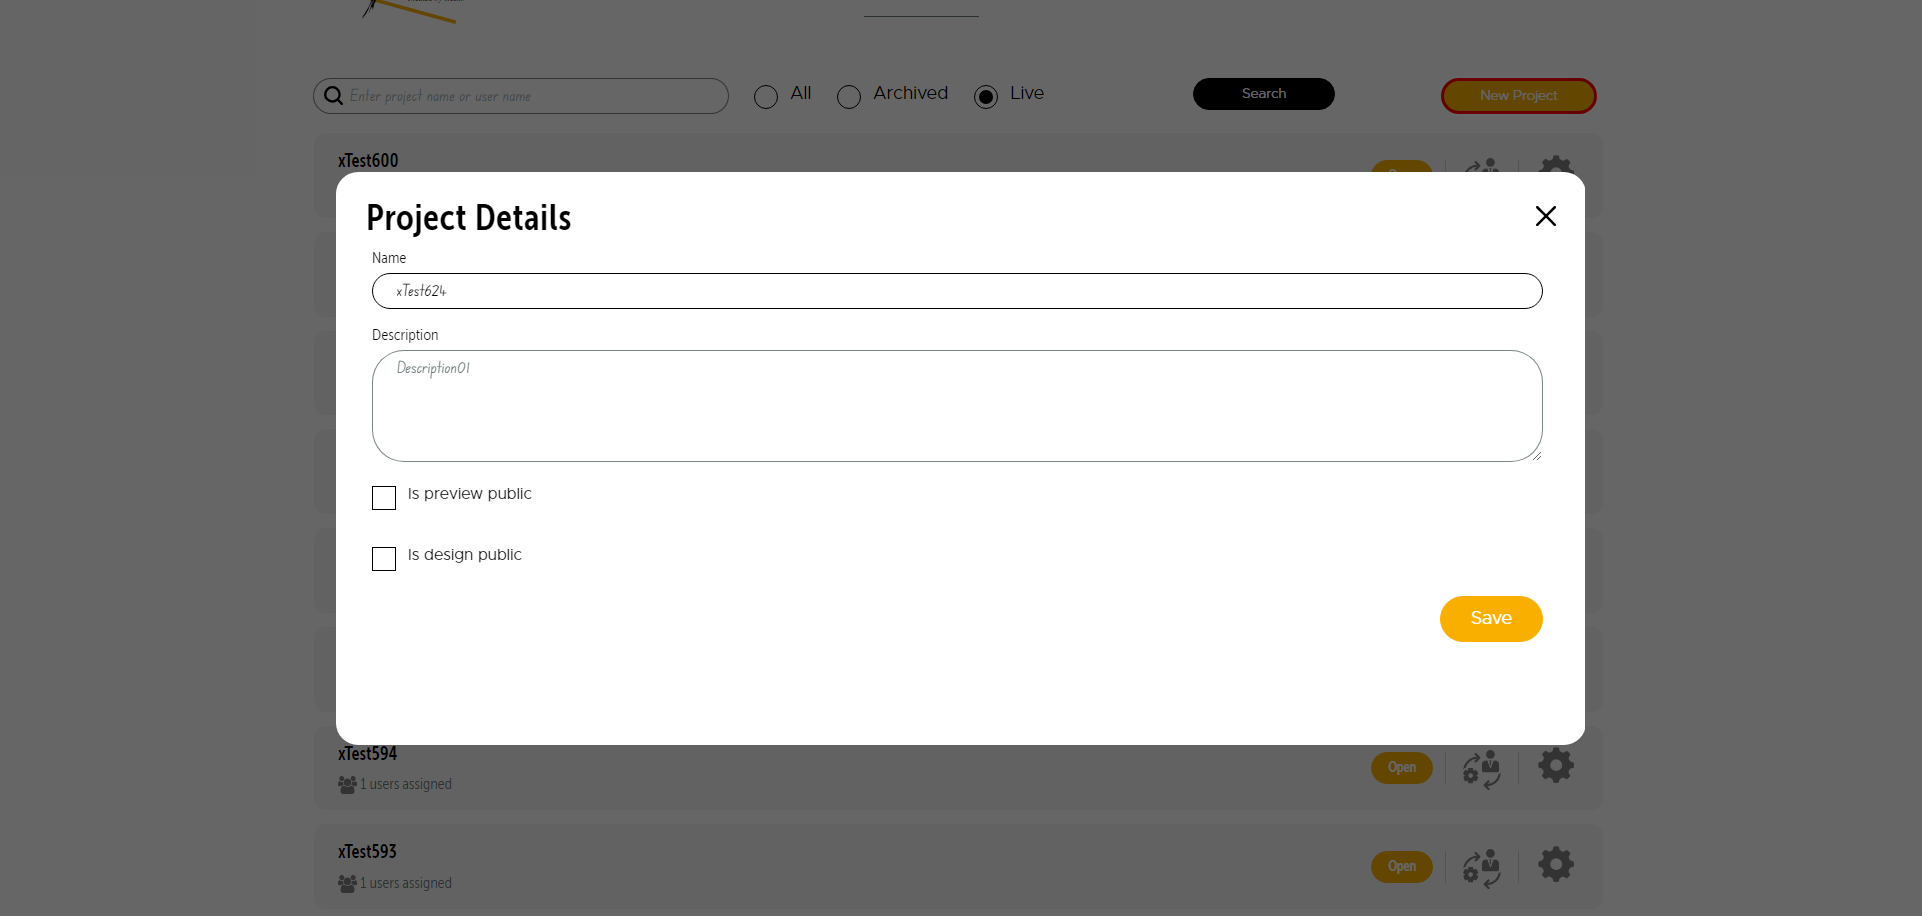 Enter project name or user name
All
Archived
Live
Search
New Project
xTest600
Project Details
Name
xTest624
Description
Description01
Is preview public
Is design public
Save
xTest594
Open
1 users assigned
xTest593
Open
1 users assigned